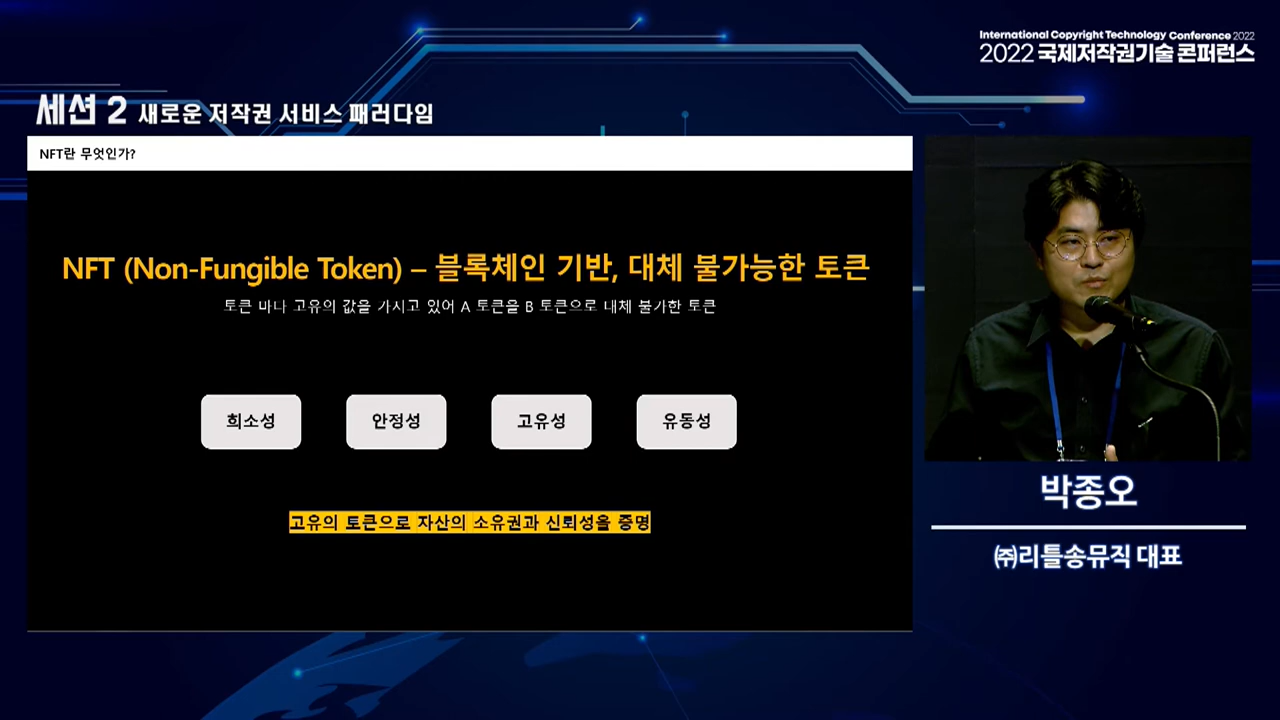 International Copyright Technology Conference 2022
2022 국제저작권기술 콘퍼런스
세션 2 새로운 저작권 서비스 패러다임
NFT란 무엇인가?
NFT (Non-Fungible Token) – 블록체인 기반, 대체 불가능한 토큰
토큰 마다 고유의 값을 가지고 있어 A 토큰을 B 토큰으로 대체 불가한 토큰
희소성
안정성
고유성
유동성
고유의 토큰으로 자산의 소유권과 신뢰성을 증명
박종오
㈜리틀송뮤직 대표